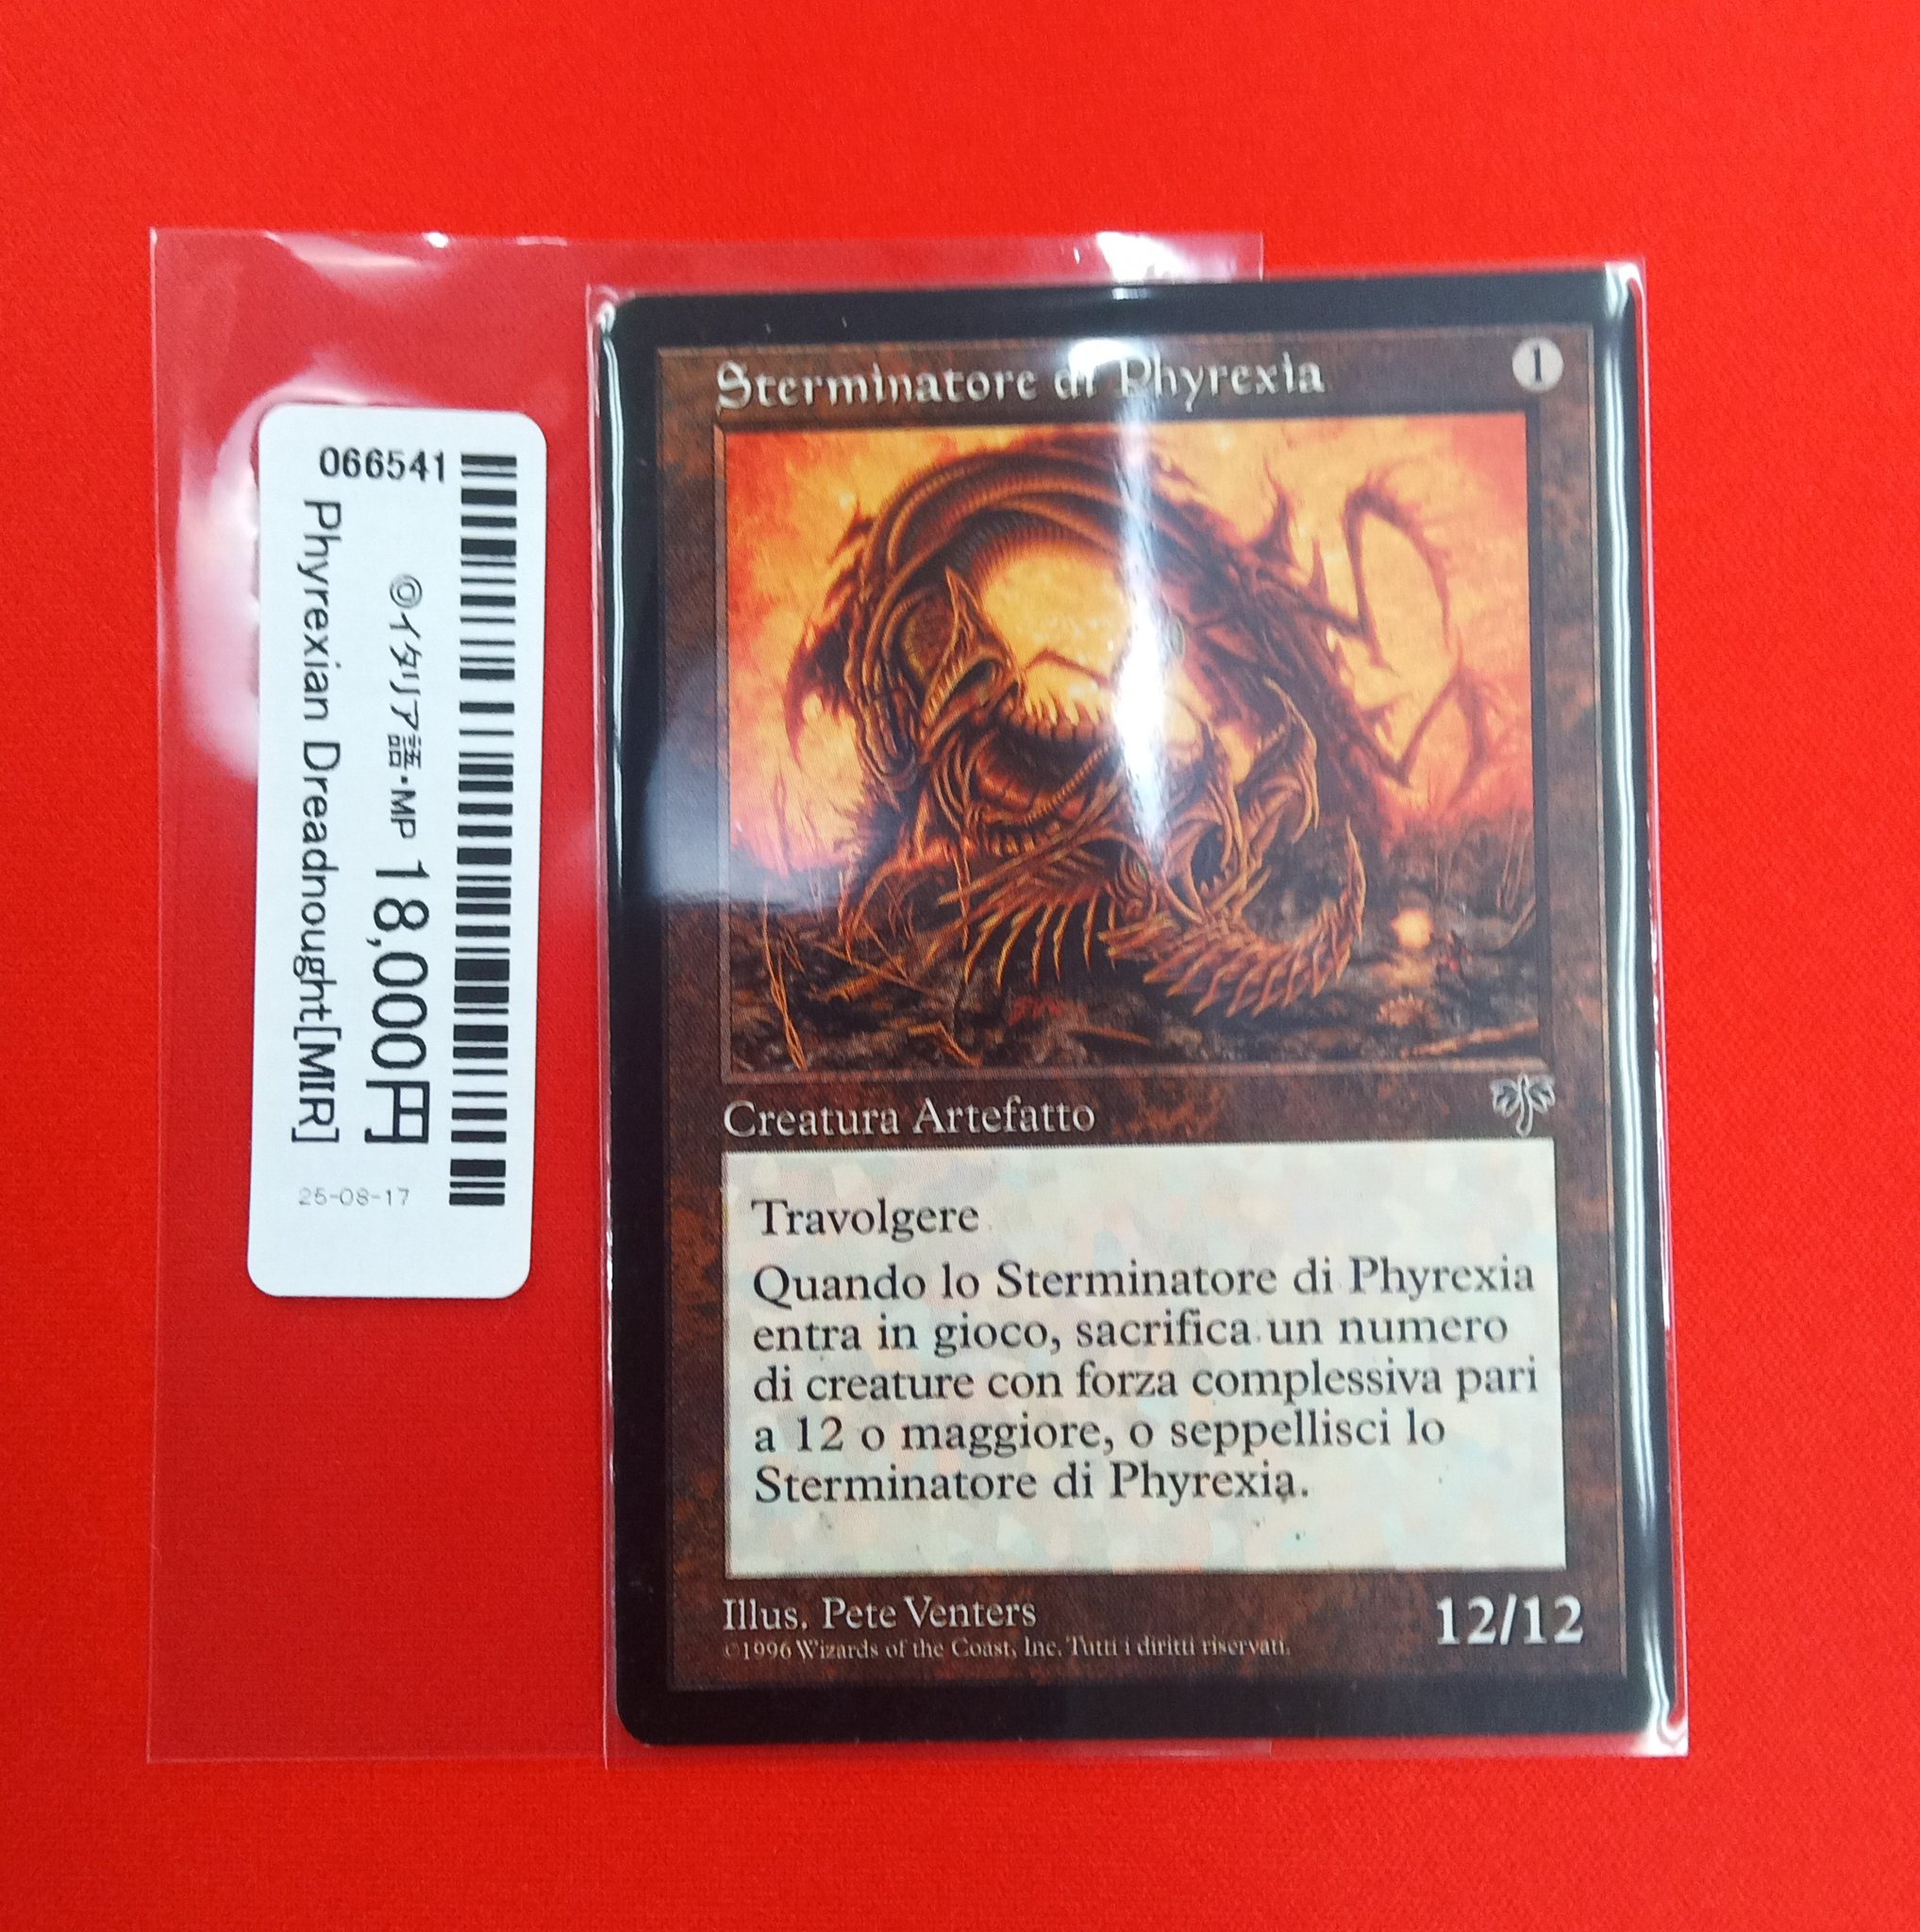 066541
Phyrexian Dreadnought[MIR]
◎イタリア語・MP 18,000円
25-08-17
Sterminatore di Phyrexia
1
Creatura Artefatto
Travolgere
Quando lo Sterminatore di Phyrexia
entra in gioco, sacrifica un numero
di creature con forza complessiva pari
a 12 o maggiore, o seppellisci lo
Sterminatore di Phyrexia.
Illus. Pete Venters
©1996 Wizards of the Coast, Inc. Tutti i diritti riservati.
12/12